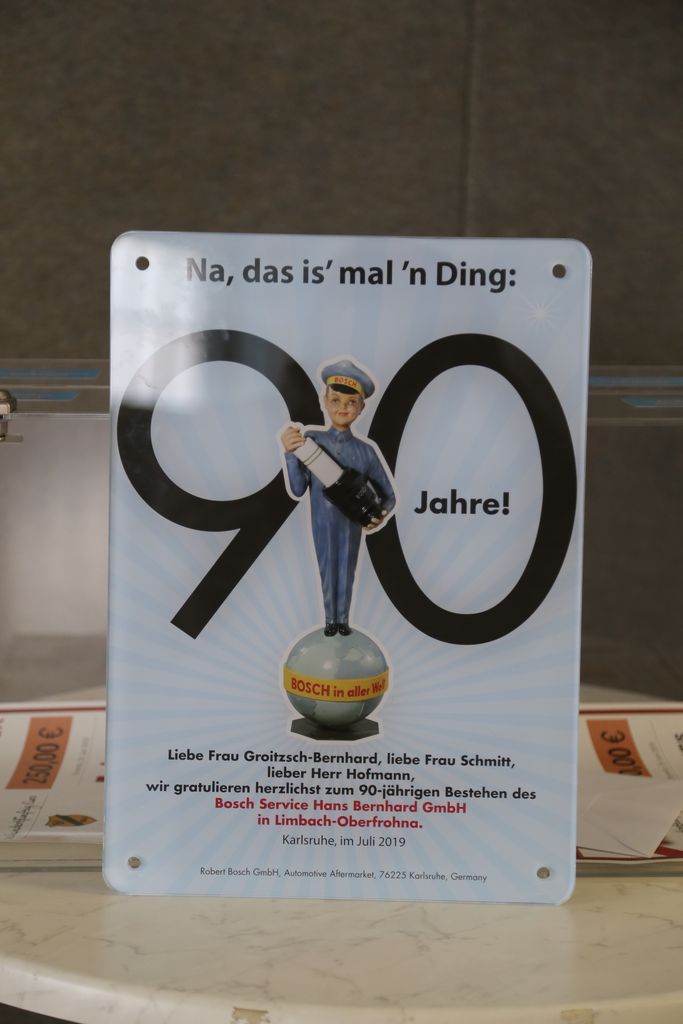 Na, das is' mal 'n Ding:
90
BOSCH
Jahre!
BOSCH in aller Welt
Liebe Frau Groitzsch-Bernhard, liebe Frau Schmitt,
lieber Herr Hofmann,
wir gratulieren herzlichst zum 90-jährigen Bestehen des
Bosch Service Hans Bernhard GmbH
in Limbach-Oberfrohna.
Karlsruhe, im Juli 2019
Robert Bosch GmbH, Automotive Aftermarket, 76225 Karlsruhe, Germany
250,00 €
0,00 €